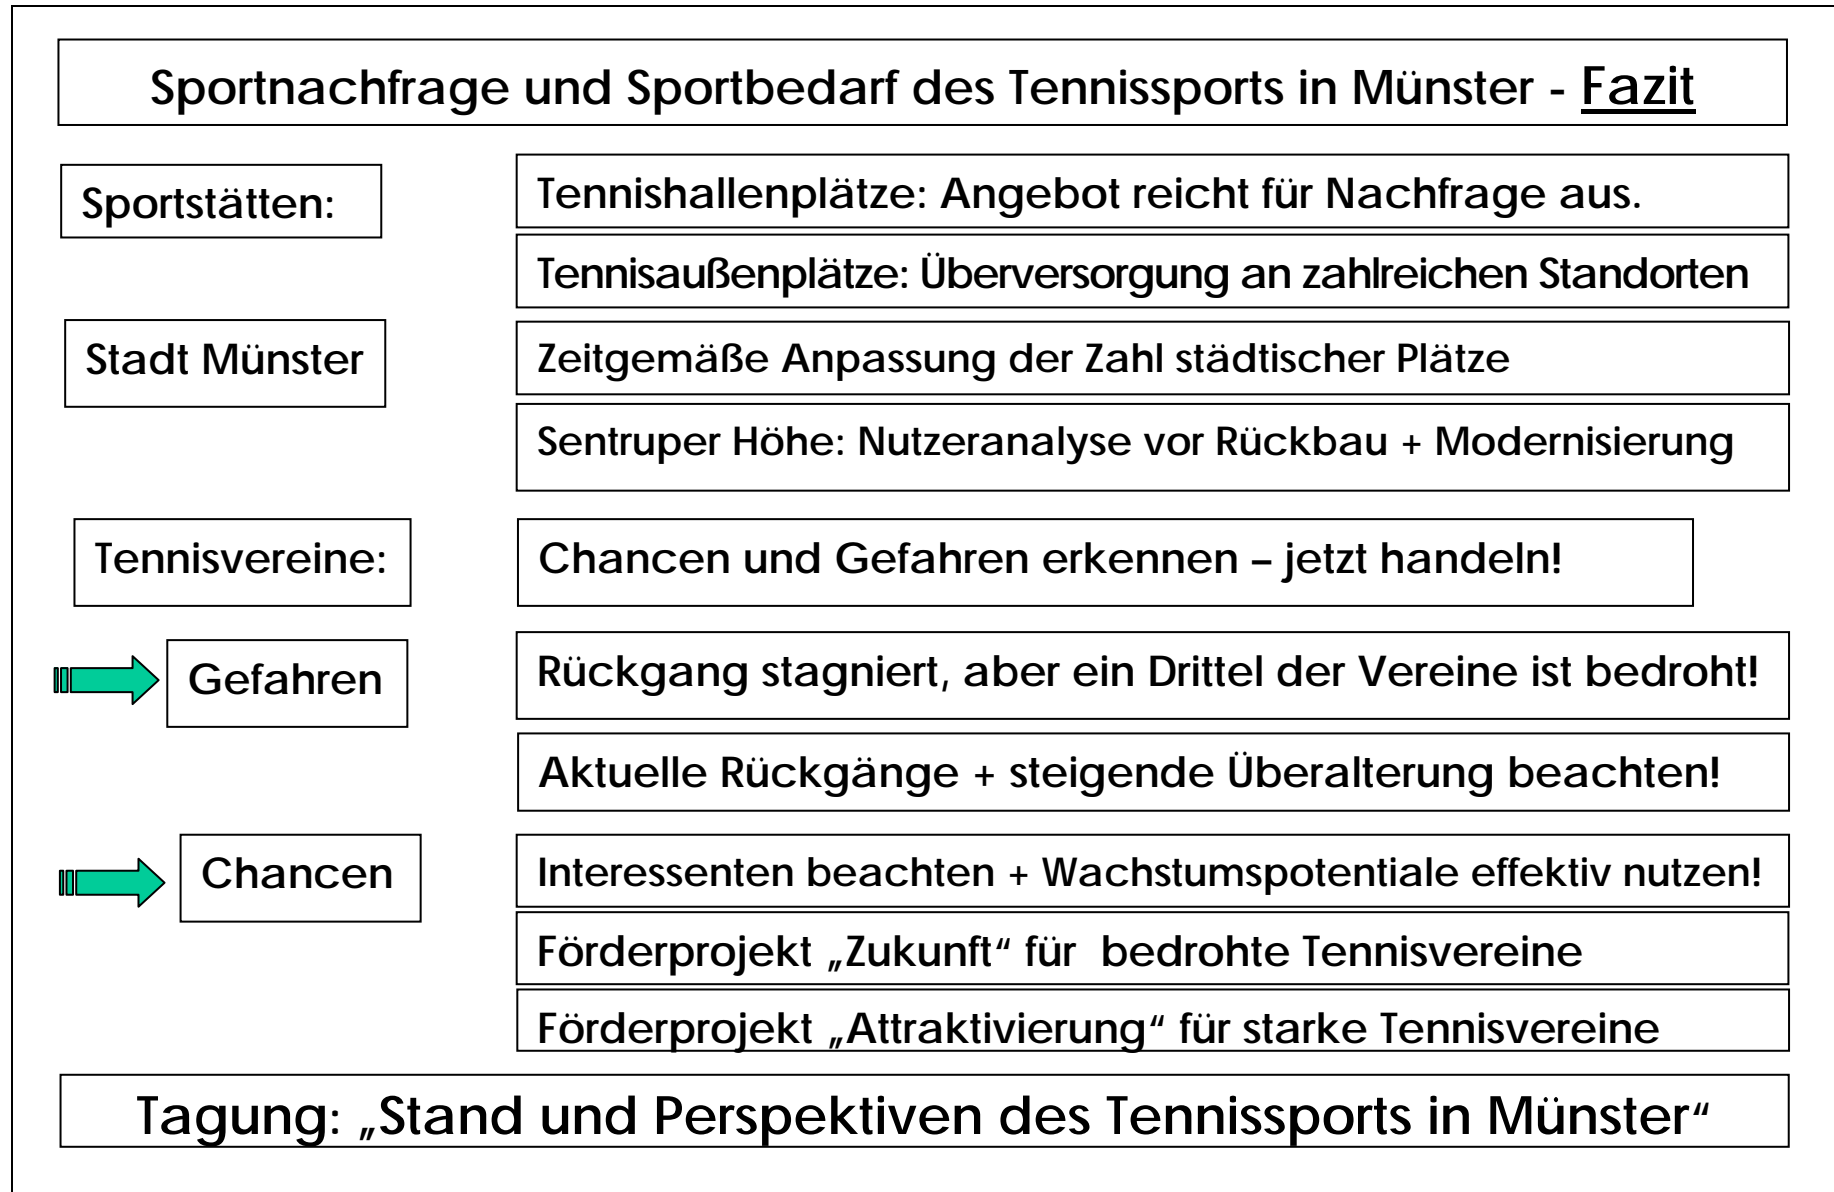 Sportnachfrage und Sportbedarf des Tennissports in Münster - Fazit
Sportstätten:
Tennishallenplätze: Angebot reicht für Nachfrage aus.
Tennisaußenplätze: Überversorgung an zahlreichen Standorten
Stadt Münster
Zeitgemäße Anpassung der Zahl städtischer Plätze
Sentruper Höhe: Nutzeranalyse vor Rückbau + Modernisierung
Tennisvereine:
Chancen und Gefahren erkennen – jetzt handeln!
Gefahren
Rückgang stagniert, aber ein Drittel der Vereine ist bedroht!
Aktuelle Rückgänge + steigende Überalterung beachten!
Chancen
Interessenten beachten + Wachstumspotentiale effektiv nutzen!
Förderprojekt „Zukunft“ für bedrohte Tennisvereine
Förderprojekt „Attraktivierung“ für starke Tennisvereine
Tagung: „Stand und Perspektiven des Tennissports in Münster“